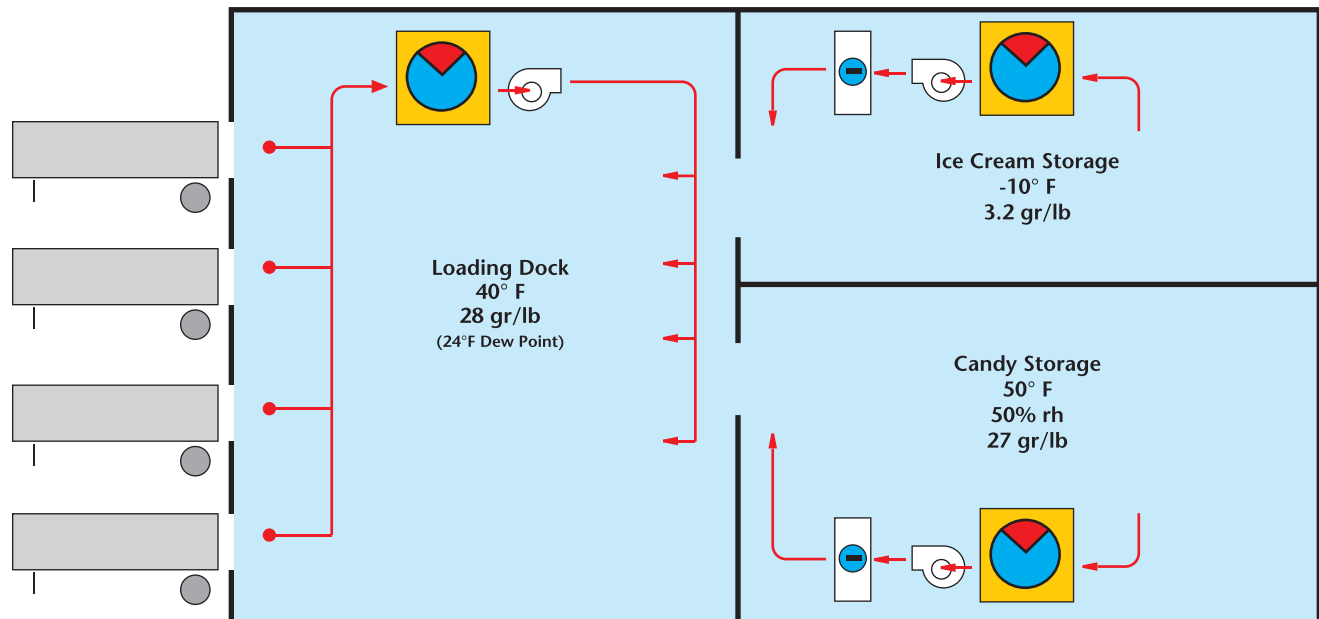 Ice Cream Storage
-10° F
3.2 gr/lb
Loading Dock
40° F
28 gr/lb
(24°F Dew Point)
Candy Storage
50° F
50% rh
27 gr/lb